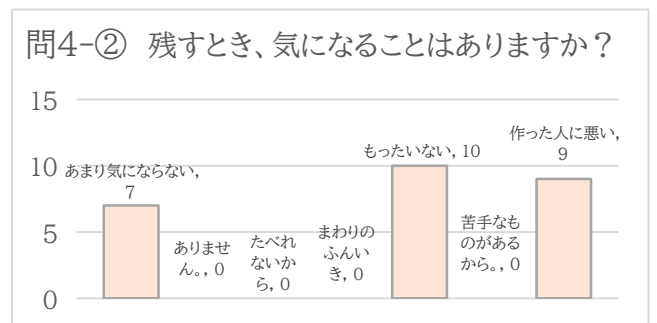 問4-② 残すとき、気になることはありますか?
15
10
5
0
あまり気にならない,
7
ありませ
ん。, 0
たべれ
ないか
ら, 0
まわりの
ふんい
き, 0
もったいない, 10
苦手なも
のがある
から。, 0
作った人に悪い,
9